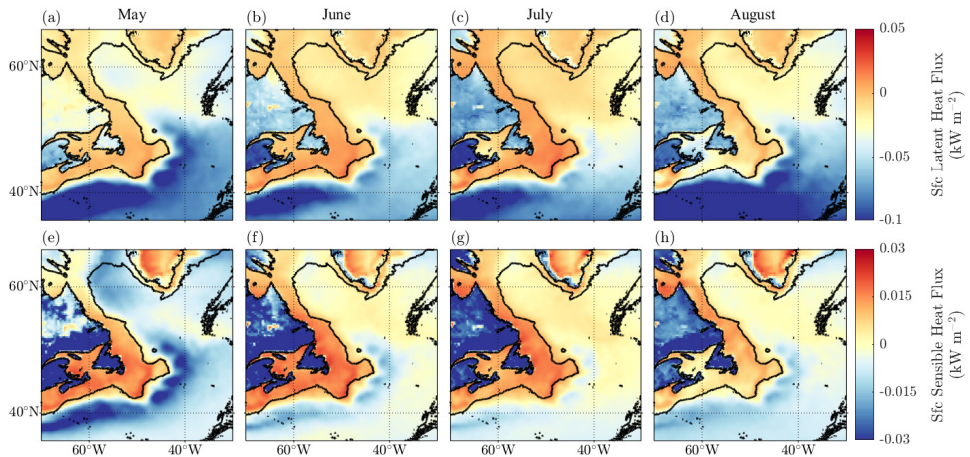 (a) May (b) June (c) July (d) August
60°N
40°N
0.05
0
-0.05
-0.1
Sfc Latent Heat Flux
(kW m−2)
(e) (f) (g) (h)
60°N
40°N
0.03
0.015
0
-0.015
-0.03
Sfc Sensible Heat Flux
(kW m−2)
60°W 40°W 60°W 40°W 60°W 40°W 60°W 40°W